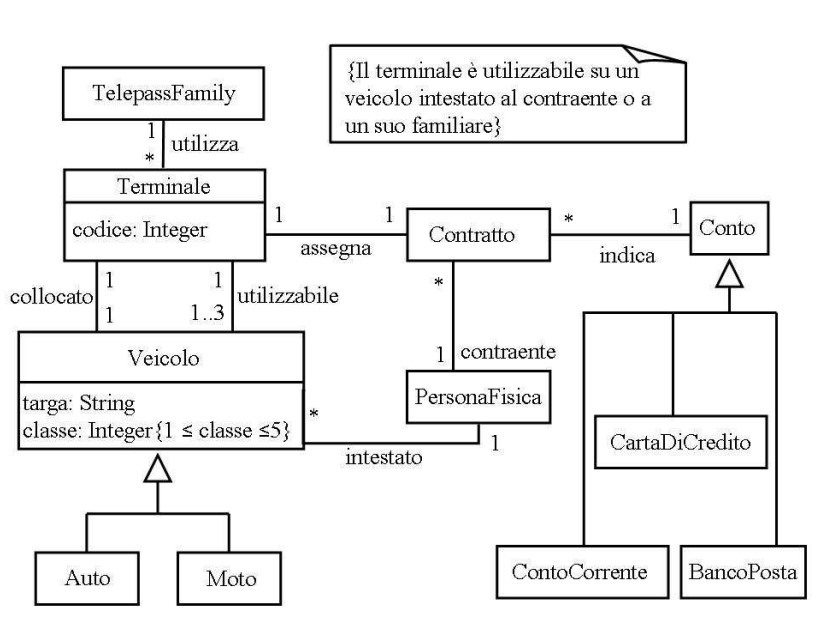 {Il terminale è utilizzabile su un
veicolo intestato al contraente o a
un suo familiare}
TelepassFamily
1
utilizza
*
Terminale
codice: Integer
1
assegna
1
Contratto
*
indica
1
Conto
collocato
1
1
1
utilizzabile
1..3
*
1
contraente
Veicolo
targa: String
classe: Integer{1 ≤ classe ≤5}
PersonaFisica
*
intestato
1
CartaDiCredito
Auto
Moto
ContoCorrente
BancoPosta